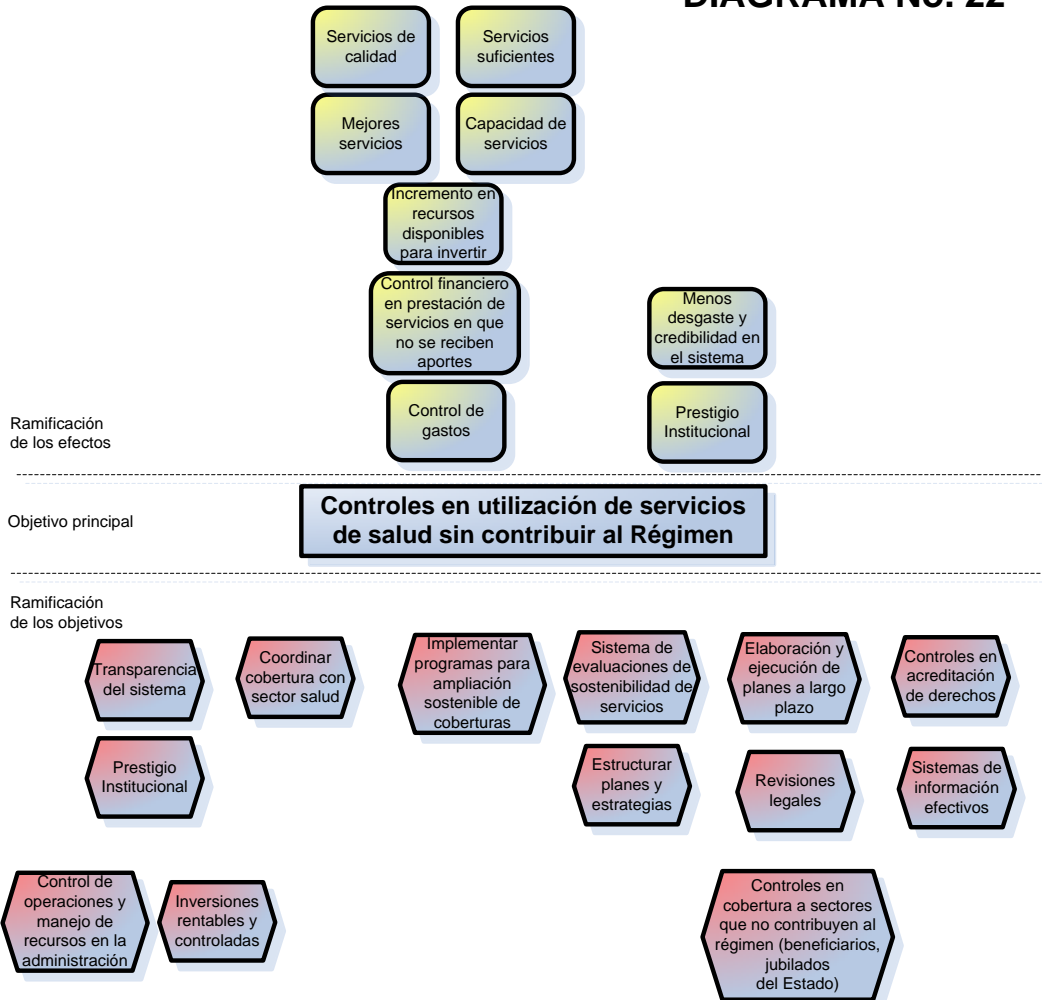 DIAGRAMA No. 22
Servicios de
calidad
Servicios
suficientes
Mejores
servicios
Capacidad de
servicios
Incremento en
recursos
disponibles
para invertir
Control financiero
en prestación de
servicios en que
no se reciben
aportes
Menos
desgaste y
credibilidad en
el sistema
Control de
gastos
Prestigio
Institucional
Ramificación
de los efectos
Objetivo principal
Controles en utilización de servicios
de salud sin contribuir al Régimen
Ramificación
de los objetivos
Transparencia
del sistema
Coordinar
cobertura con
sector salud
Implementar
programas para
ampliación
sostenible de
coberturas
Sistema de
evaluaciones de
sostenibilidad de
servicios
Elaboración y
ejecución de
planes a largo
plazo
Controles en
acreditación
de derechos
Prestigio
Institucional
Estructurar
planes y
estrategias
Revisiones
legales
Sistemas de
información
efectivos
Control de
operaciones y
manejo de
recursos en la
administración
Inversiones
rentables y
controladas
Controles en
cobertura a sectores
que no contribuyen al
régimen (beneficiarios,
jubilados
del Estado)